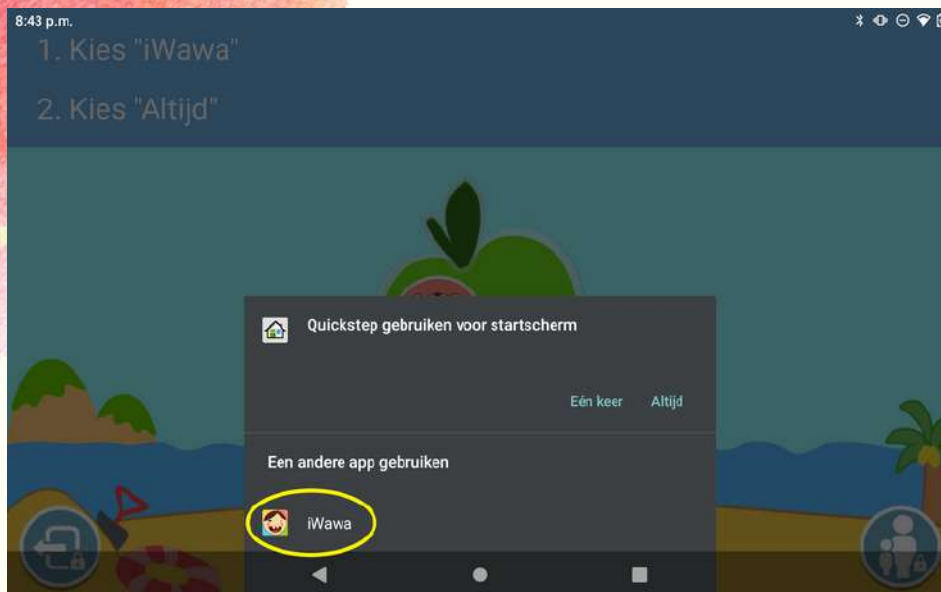 8:43 p.m.
1. Kies "iWawa"
2. Kies "Altijd"
Quickstep gebruiken voor startscherm
Eén keer Altijd
Een andere app gebruiken
iWawa